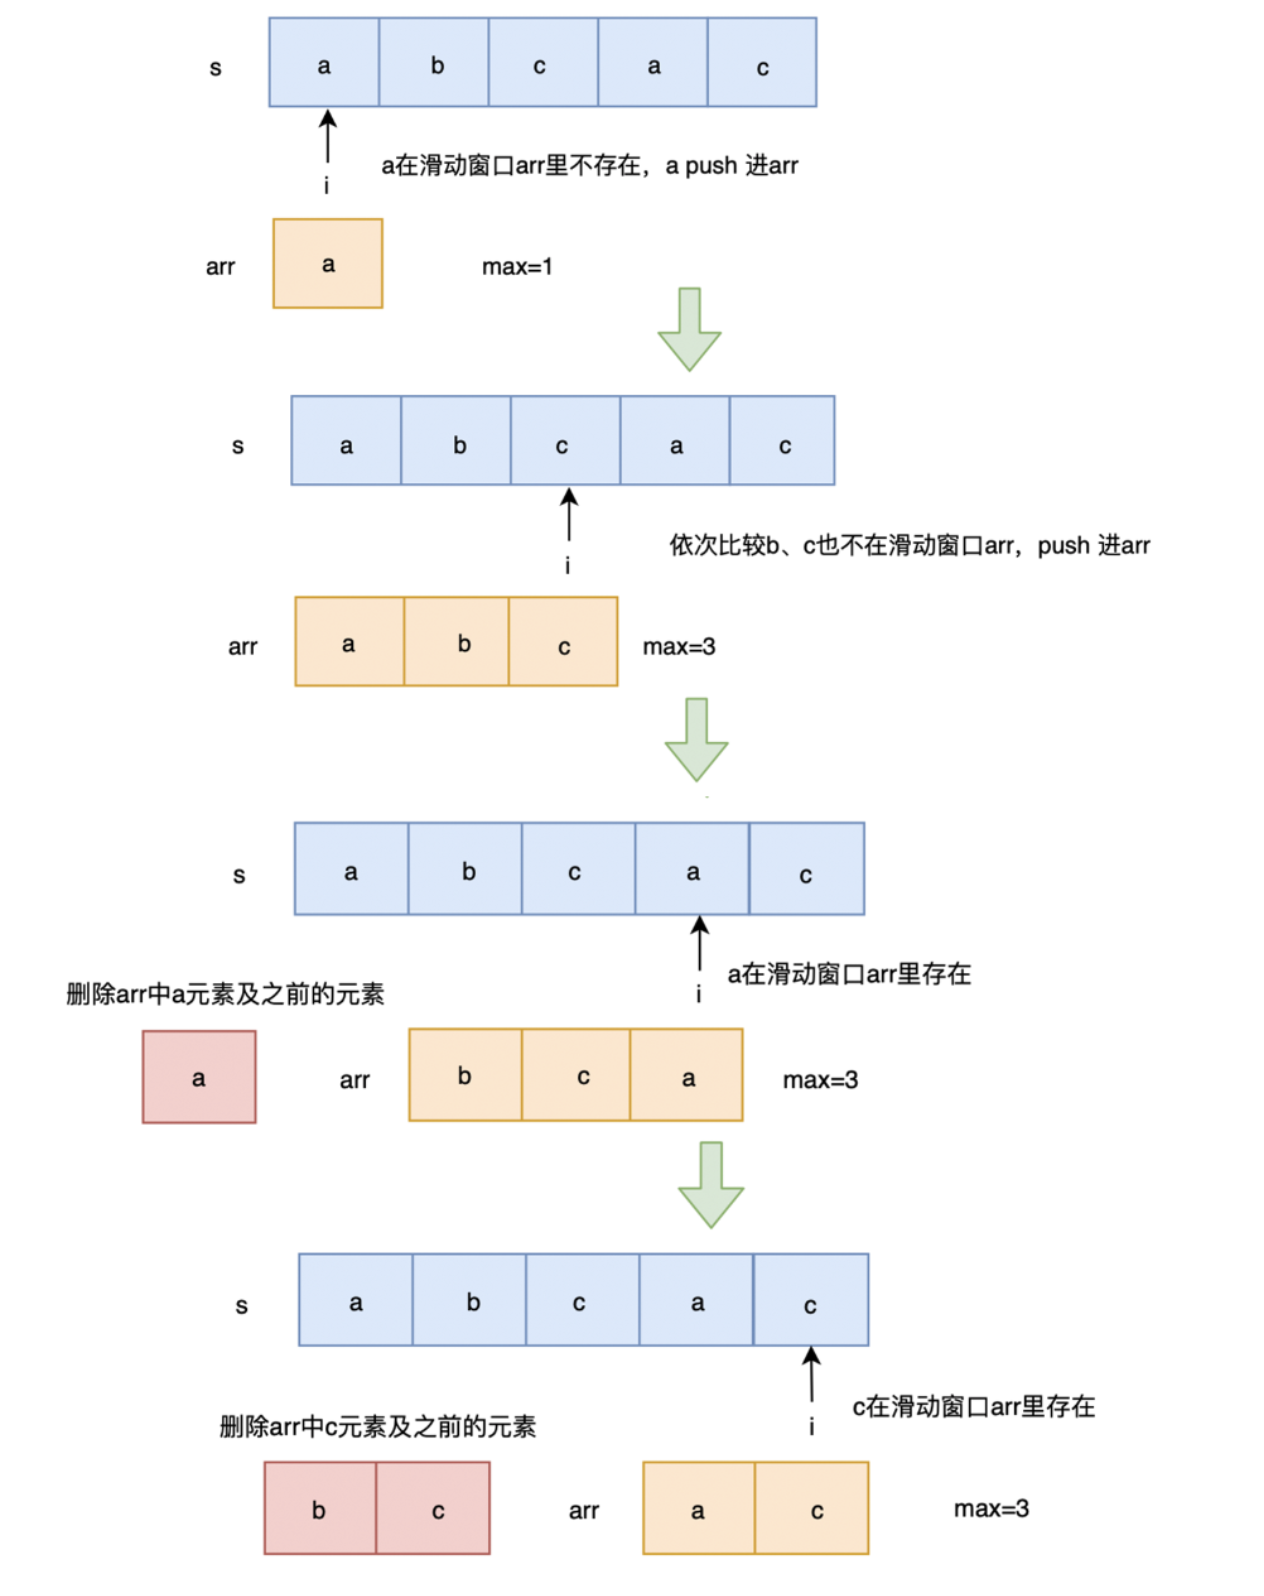 s a b c a c
a在滑动窗口arr里不存在，a push 进arr
i
arr a max=1
s a b c a c
依次比较b、c也不在滑动窗口arr，push 进arr
i
arr a b c max=3
s a b c a c
a在滑动窗口arr里存在
i
删除arr中a元素及之前的元素
a arr b c a max=3
s a b c a c
c在滑动窗口arr里存在
i
删除arr中c元素及之前的元素
b c arr a c max=3